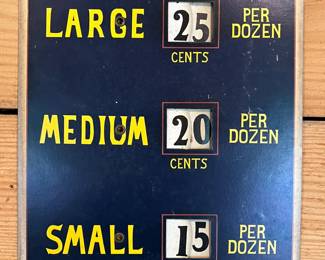 LARGE 25 PER
CENTS DOZEN
MEDIUM 20 PER
CENTS DOZEN
SMALL 15 PER
DOZEN